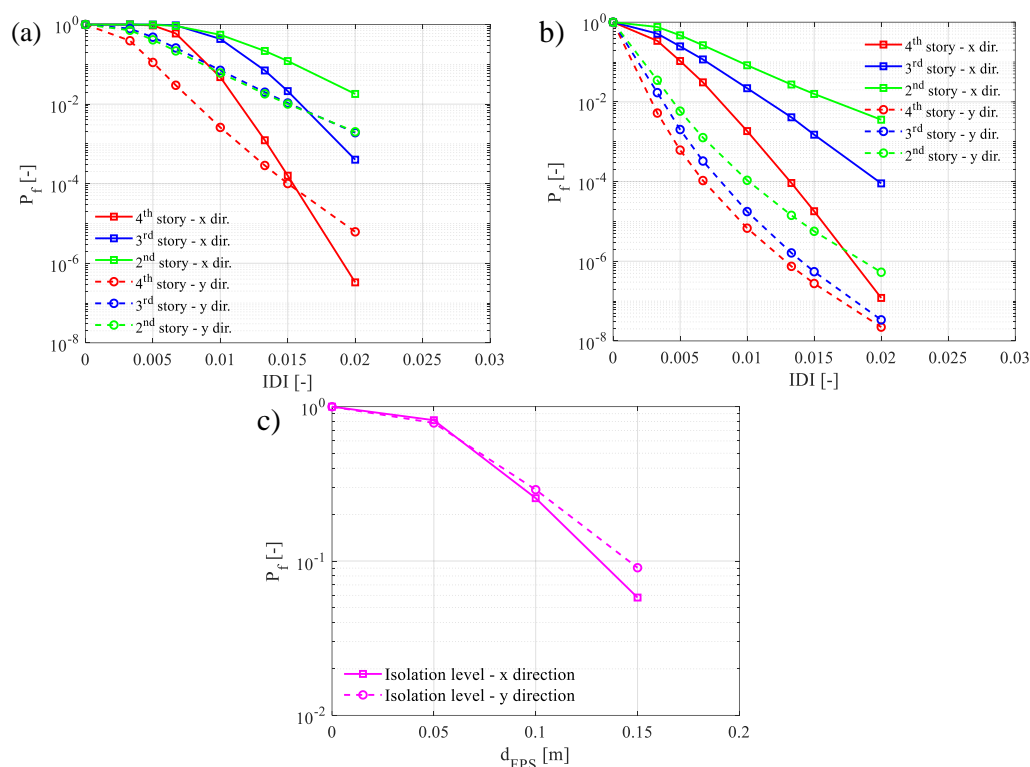 (a)
10^0
10^-2
10^-4
10^-6
10^-8
P_f [-]
4th story - x dir.
3rd story - x dir.
2nd story - x dir.
4th story - y dir.
3rd story - y dir.
2nd story - y dir.
0 0.005 0.01 0.015 0.02 0.025 0.03
IDI [-]
b)
10^0
10^-2
10^-4
10^-6
10^-8
P_f [-]
4th story - x dir.
3rd story - x dir.
2nd story - x dir.
4th story - y dir.
3rd story - y dir.
2nd story - y dir.
0 0.005 0.01 0.015 0.02 0.025 0.03
IDI [-]
c)
10^0
10^-1
10^-2
P_f [-]
Isolation level - x direction
Isolation level - y direction
0 0.05 0.1 0.15 0.2
d_FPS [m]